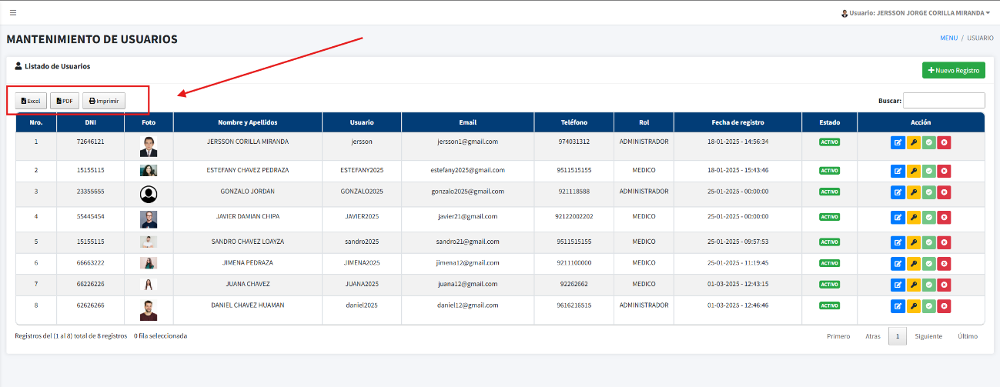 Usuario: JERSSON JORGE CORILLA MIRANDA
MANTENIMIENTO DE USUARIOS
MENU / USUARIO
Listado de Usuarios
Nuevo Registro
Excel PDF Imprimir
Buscar:
Nro. DNI Foto Nombre y Apellidos Usuario Email Teléfono Rol Fecha de registro Estado Acción
1 72646121 JERSSON CORILLA MIRANDA jersson jersson1@gmail.com 974031312 ADMINISTRADOR 18-01-2025 - 14:56:34 ACTIVO
2 15155115 ESTEFANY CHAVEZ PEDRAZA ESTEFANY2025 estefany2025@gmail.com 9511515155 MEDICO 18-01-2025 - 15:43:46 ACTIVO
3 23355655 GONZALO JORDAN GONZALO2025 gonzalo2025@gmail.com 921118588 ADMINISTRADOR 25-01-2025 - 00:00:00 ACTIVO
4 55445454 JAVIER DAMIAN CHIPA JAVIER2025 javier21@gmail.com 92122002202 MEDICO 25-01-2025 - 00:00:00 ACTIVO
5 15155115 SANDRO CHAVEZ LOAYZA sandro2025 sandro21@gmail.com 9511515155 MEDICO 25-01-2025 - 09:57:53 ACTIVO
6 66663222 JIMENA PEDRAZA JIMENA2025 jimena12@gmail.com 9211100000 MEDICO 25-01-2025 - 11:19:45 ACTIVO
7 66226226 JUANA CHAVEZ JUANA2025 juana12@gmail.com 92262662 MEDICO 01-03-2025 - 12:43:15 ACTIVO
8 62626266 DANIEL CHAVEZ HUAMAN daniel2025 daniel12@gmail.com 9616216515 ADMINISTRADOR 01-03-2025 - 12:46:46 ACTIVO
Registros del (1 al 8) total de 8 registros 0 fila seleccionada
Primero Atras 1 Siguiente Último